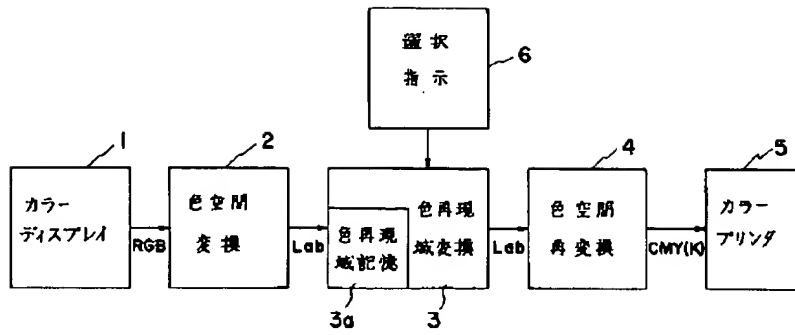 選択
指示
6
1
カラー
ディスプレイ
RGB
2
色空間
変換
Lab
色再現
域変換
色再現
域記憶
3a
3
Lab
4
色空間
再変換
CMY(K)
5
カラー
プリンタ